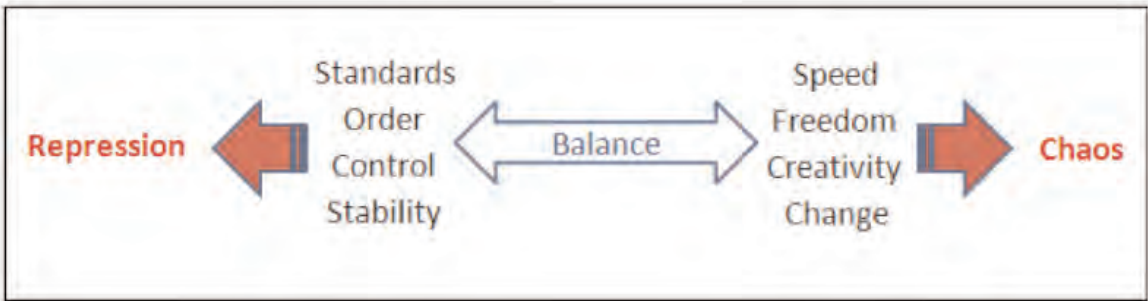 Repression
Standards
Order
Control
Stability
Balance
Speed
Freedom
Creativity
Change
Chaos